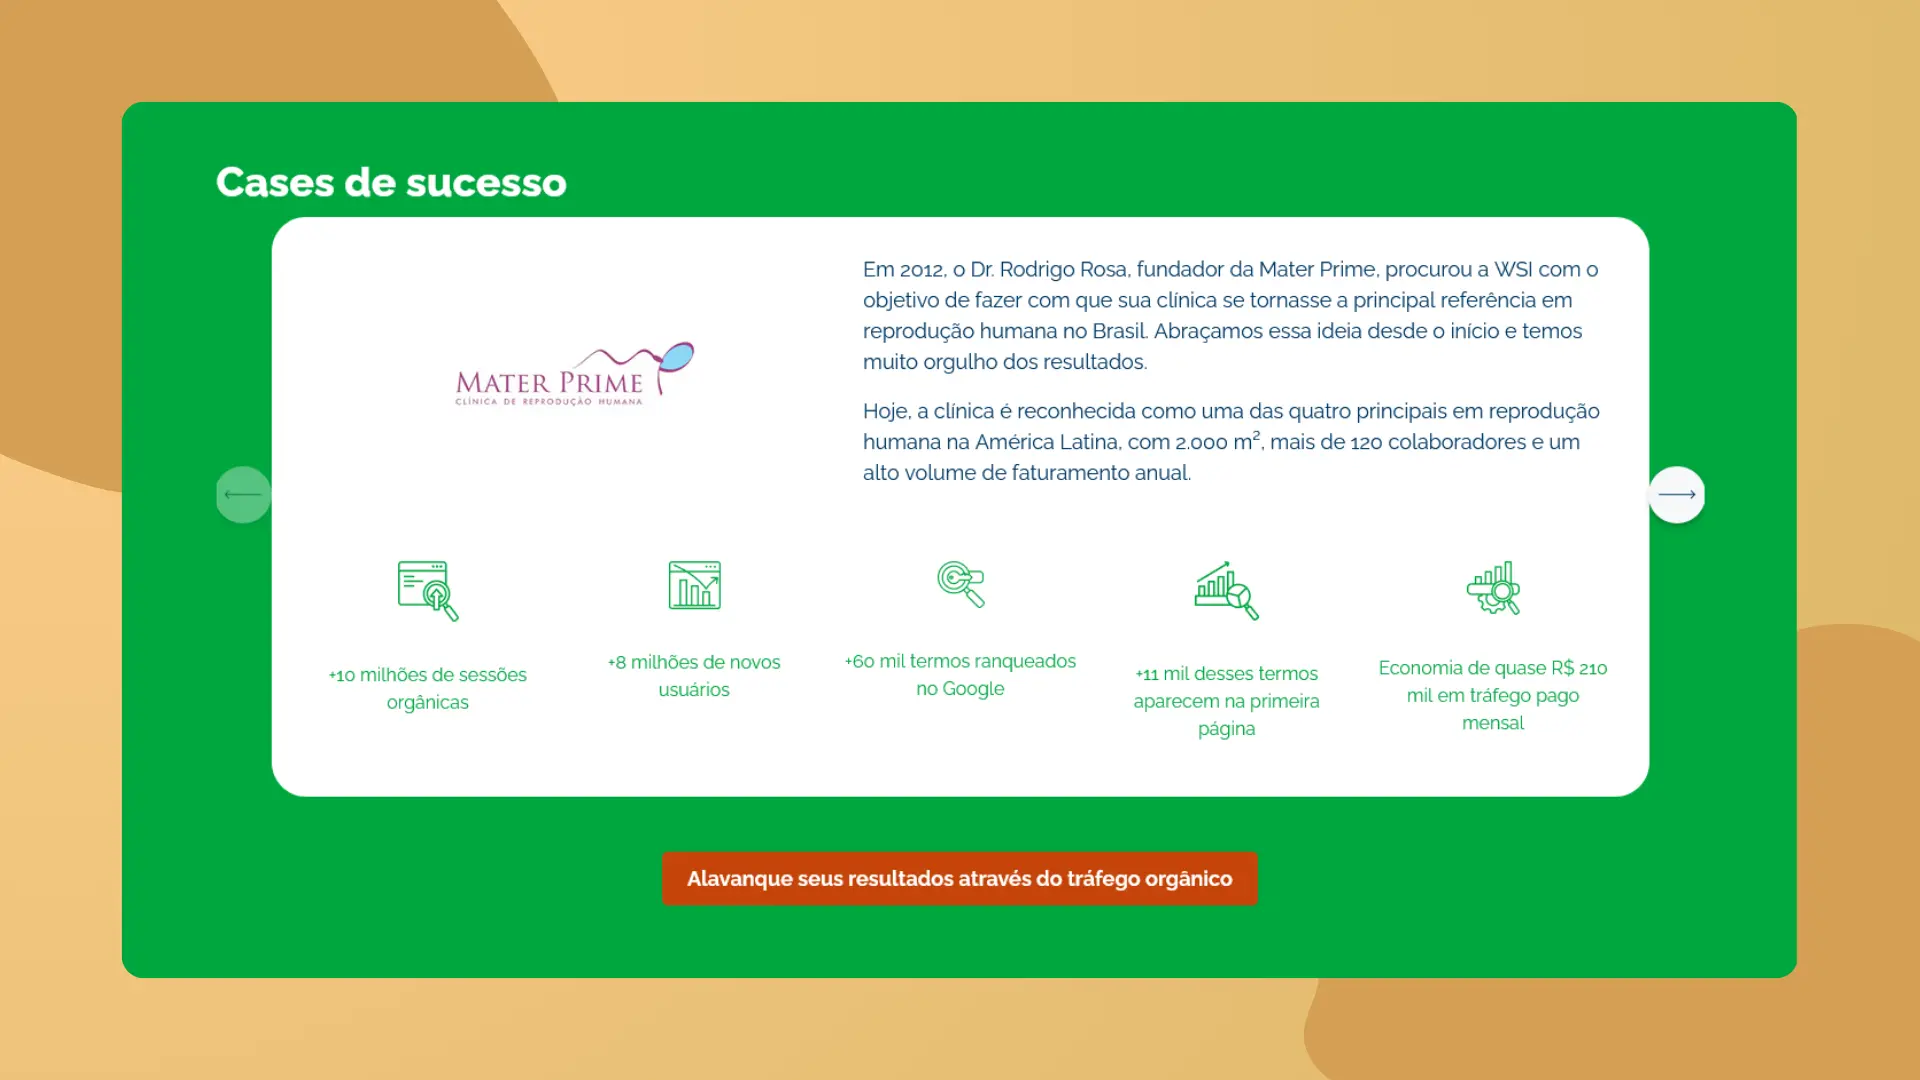 Cases de sucesso
MATER PRIME
CLÍNICA DE REPRODUÇÃO HUMANA
Em 2012, o Dr. Rodrigo Rosa, fundador da Mater Prime, procurou a WSI com o
objetivo de fazer com que sua clínica se tornasse a principal referência em
reprodução humana no Brasil. Abraçamos essa ideia desde o início e temos
muito orgulho dos resultados.
Hoje, a clínica é reconhecida como uma das quatro principais em reprodução
humana na América Latina, com 2.000 m², mais de 120 colaboradores e um
alto volume de faturamento anual.
+10 milhões de sessões
orgânicas
+8 milhões de novos
usuários
+60 mil termos ranqueados
no Google
+11 mil desses termos
aparecem na primeira
página
Economia de quase R$ 210
mil em tráfego pago
mensal
Alavanque seus resultados através do tráfego orgânico